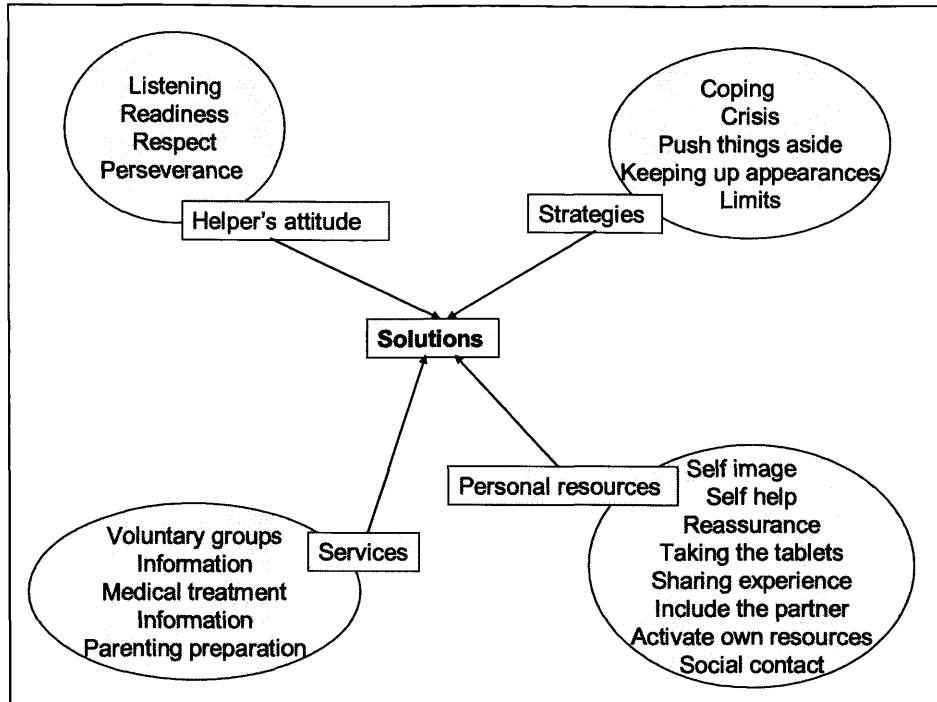 Listening
Readiness
Respect
Perseverance
Helper's attitude
Coping
Crisis
Push things aside
Keeping up appearances
Limits
Strategies
Solutions
Voluntary groups
Information
Medical treatment
Information
Parenting preparation
Services
Personal resources
Self image
Self help
Reassurance
Taking the tablets
Sharing experience
Include the partner
Activate own resources
Social contact